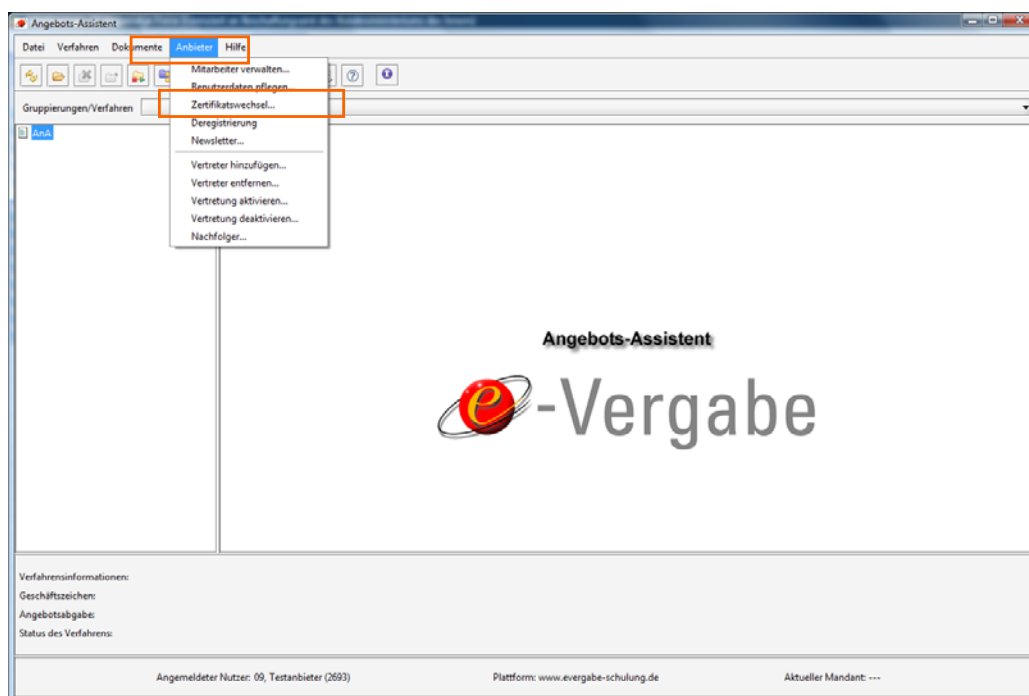 Angebots-Assistent
Datei Verfahren Dokumente Anbieter Hilfe
Mitarbeiter verwalten...
Benutzerdaten pflegen...
Gruppierungen/Verfahren
Zertifikatswechsel...
Deregistrierung
Newsletter...
Vertreter hinzufügen...
Vertreter entfernen...
Vertretung aktivieren...
Vertretung deaktivieren...
Nachfolger...
AnA
Angebots-Assistent
e-Vergabe
Verfahrensinformationen:
Geschäftszeichen:
Angebotsabgabe:
Status des Verfahrens:
Angemeldeter Nutzer: 09, Testanbieter (2693) Plattform: www.evergabe-schulung.de Aktueller Mandant: ---